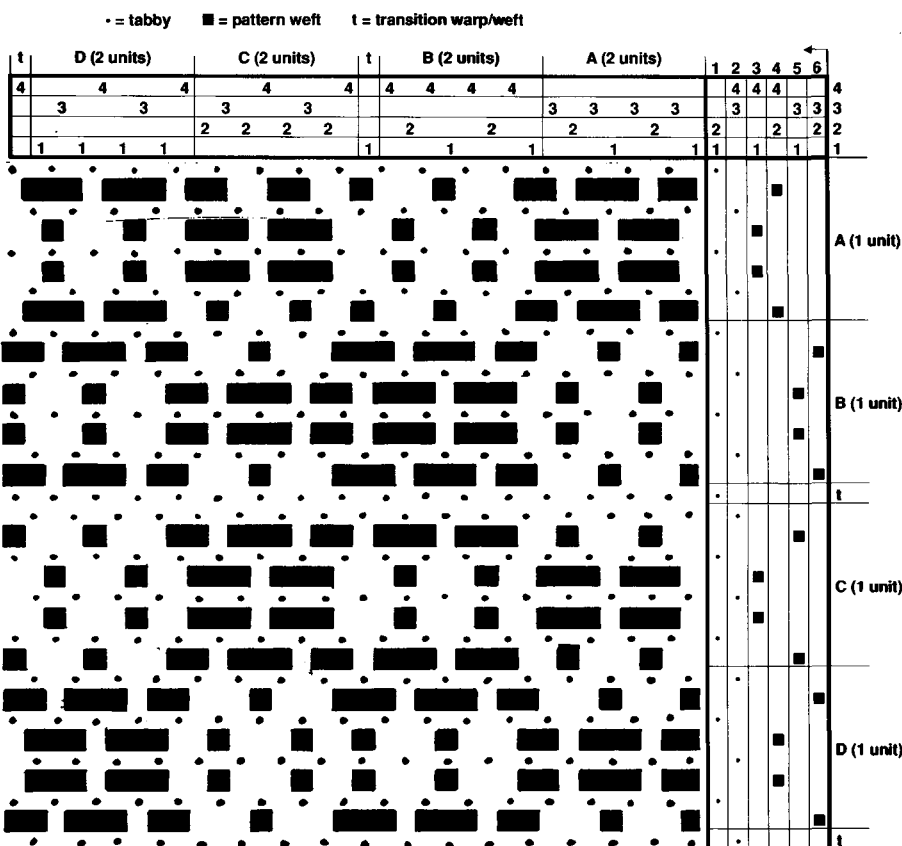 • = tabby ■ = pattern weft t = transition warp/weft
t D (2 units) C (2 units) t B (2 units) A (2 units) 1 2 3 4 5 6
4 4 4 4 4 4 4 4 4 4 4 4 4
3 3 3 3 3 3 3 3 3 3 3 3
2 2 2 2 2 2 2 2 2 2 2 2
1 1 1 1 1 1 1 1 1 1 1 1 1
A (1 unit)
B (1 unit)
t
C (1 unit)
D (1 unit)
t